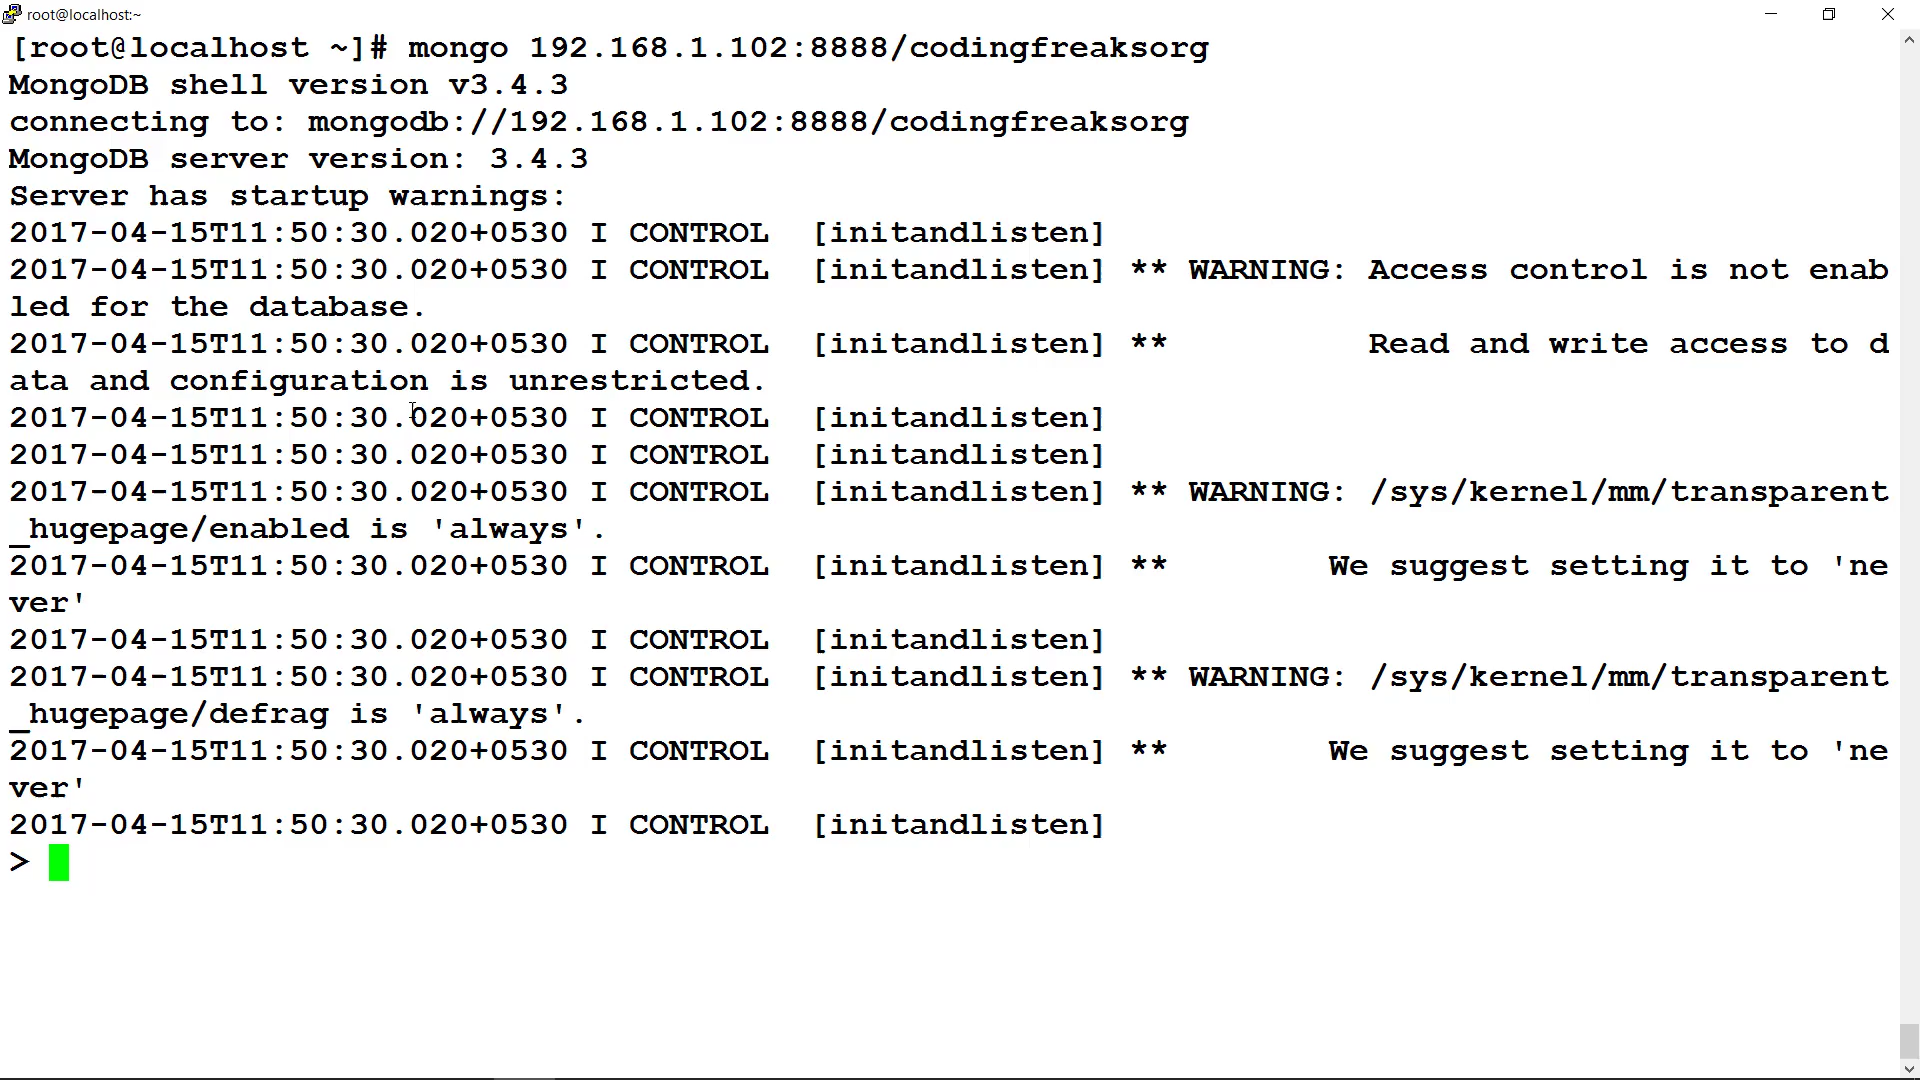 root@localhost:~
[root@localhost ~]# mongo 192.168.1.102:8888/codingfreaksorg
MongoDB shell version v3.4.3
connecting to: mongodb://192.168.1.102:8888/codingfreaksorg
MongoDB server version: 3.4.3
Server has startup warnings:
2017-04-15T11:50:30.020+0530 I CONTROL  [initandlisten]
2017-04-15T11:50:30.020+0530 I CONTROL  [initandlisten] ** WARNING: Access control is not enab
led for the database.
2017-04-15T11:50:30.020+0530 I CONTROL  [initandlisten] **          Read and write access to d
ata and configuration is unrestricted.
2017-04-15T11:50:30.020+0530 I CONTROL  [initandlisten]
2017-04-15T11:50:30.020+0530 I CONTROL  [initandlisten]
2017-04-15T11:50:30.020+0530 I CONTROL  [initandlisten] ** WARNING: /sys/kernel/mm/transparent
_hugepage/enabled is 'always'.
2017-04-15T11:50:30.020+0530 I CONTROL  [initandlisten] **        We suggest setting it to 'ne
ver'
2017-04-15T11:50:30.020+0530 I CONTROL  [initandlisten]
2017-04-15T11:50:30.020+0530 I CONTROL  [initandlisten] ** WARNING: /sys/kernel/mm/transparent
_hugepage/defrag is 'always'.
2017-04-15T11:50:30.020+0530 I CONTROL  [initandlisten] **        We suggest setting it to 'ne
ver'
2017-04-15T11:50:30.020+0530 I CONTROL  [initandlisten]
>